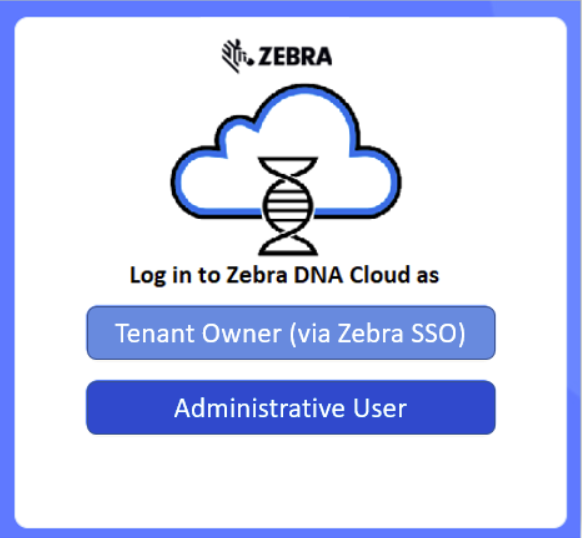 ZEBRA
Log in to Zebra DNA Cloud as
Tenant Owner (via Zebra SSO)
Administrative User